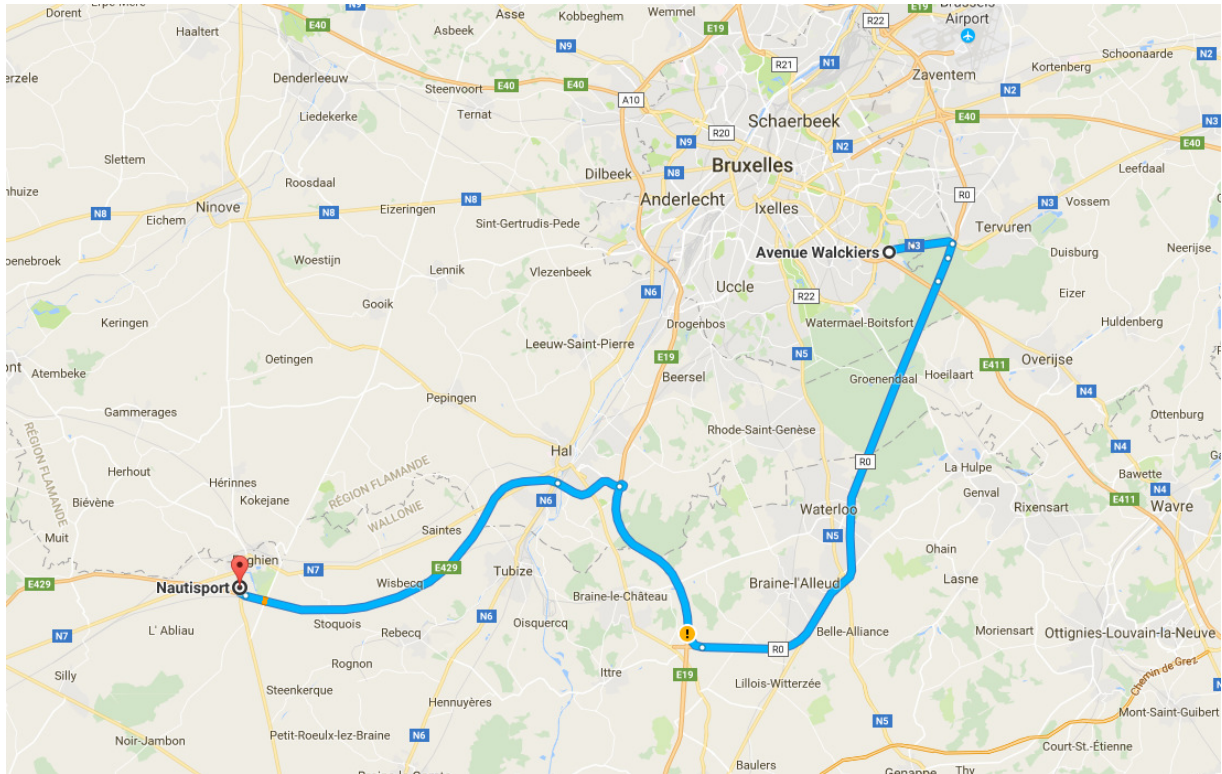 Dorent
N9
R22
E19
Brussels
Airport
Haaltert
E40
Asse
Kobbeghem
Wemmel
E19
Asbeek
N9
R21
N1
Zaventem
Schoonaarde
Kortenberg
Denderleeuw
Steenvoort
E40
E40
A10
N2
Liedekerke
Ternat
Schaerbeek
E40
N3
R20
N9
N2
Slettem
Bruxelles
Leefdaal
Roosdaal
Dilbeek
N8
Anderlecht
Ninove
N8
Eizeringen
N8
Eichem
Sint-Gertrudis-Pede
Ixelles
R0
N3
Vossem
Tervuren
N3
Neerijse
Duisburg
Avenue Walckiers
Woestijn
Lennik
Vlezenbeek
Uccle
R22
Eizer
Gooik
N6
Keringen
Drogenbos
Watermael-Boitsfort
Huldenberg
Leeuw-Saint-Pierre
Oetingen
E19
N5
Overijse
E411
Atembeke
Beersel
Groenendaal
Hoeilaart
Pepingen
Gammerages
Ottenburg
Rhode-Saint-Genèse
N4
RÉGION FLAMANDE
Hal
R0
La Hulpe
Bawette
N4
Herhout
Hérinnes
RÉGION FLAMANDE
WALLONIE
Genval
E411
Biévène
Kokejane
N6
Rixensart
Wavre
Waterloo
Muit
Saintes
N5
Ohain
N7
E429
Tubize
Lasne
E429
Nautisport
Wisbecq
Braine-le-Château
Braine-l'Alleud
N7
L' Abliau
Stoquois
Rebecq
N6
Oisquercq
Belle-Alliance
Moriensart
Ottignies-Louvain-la-Neuve
R0
Rognon
Ittre
E19
Lillois-Witterzée
Chemin de Grez
Silly
Steenkerque
Hennuyères
N5
Mont-Saint-Guibert
Noir-Jambon
Petit-Roeulx-lez-Braine
Court-St.-Étienne
Baulers
Thy